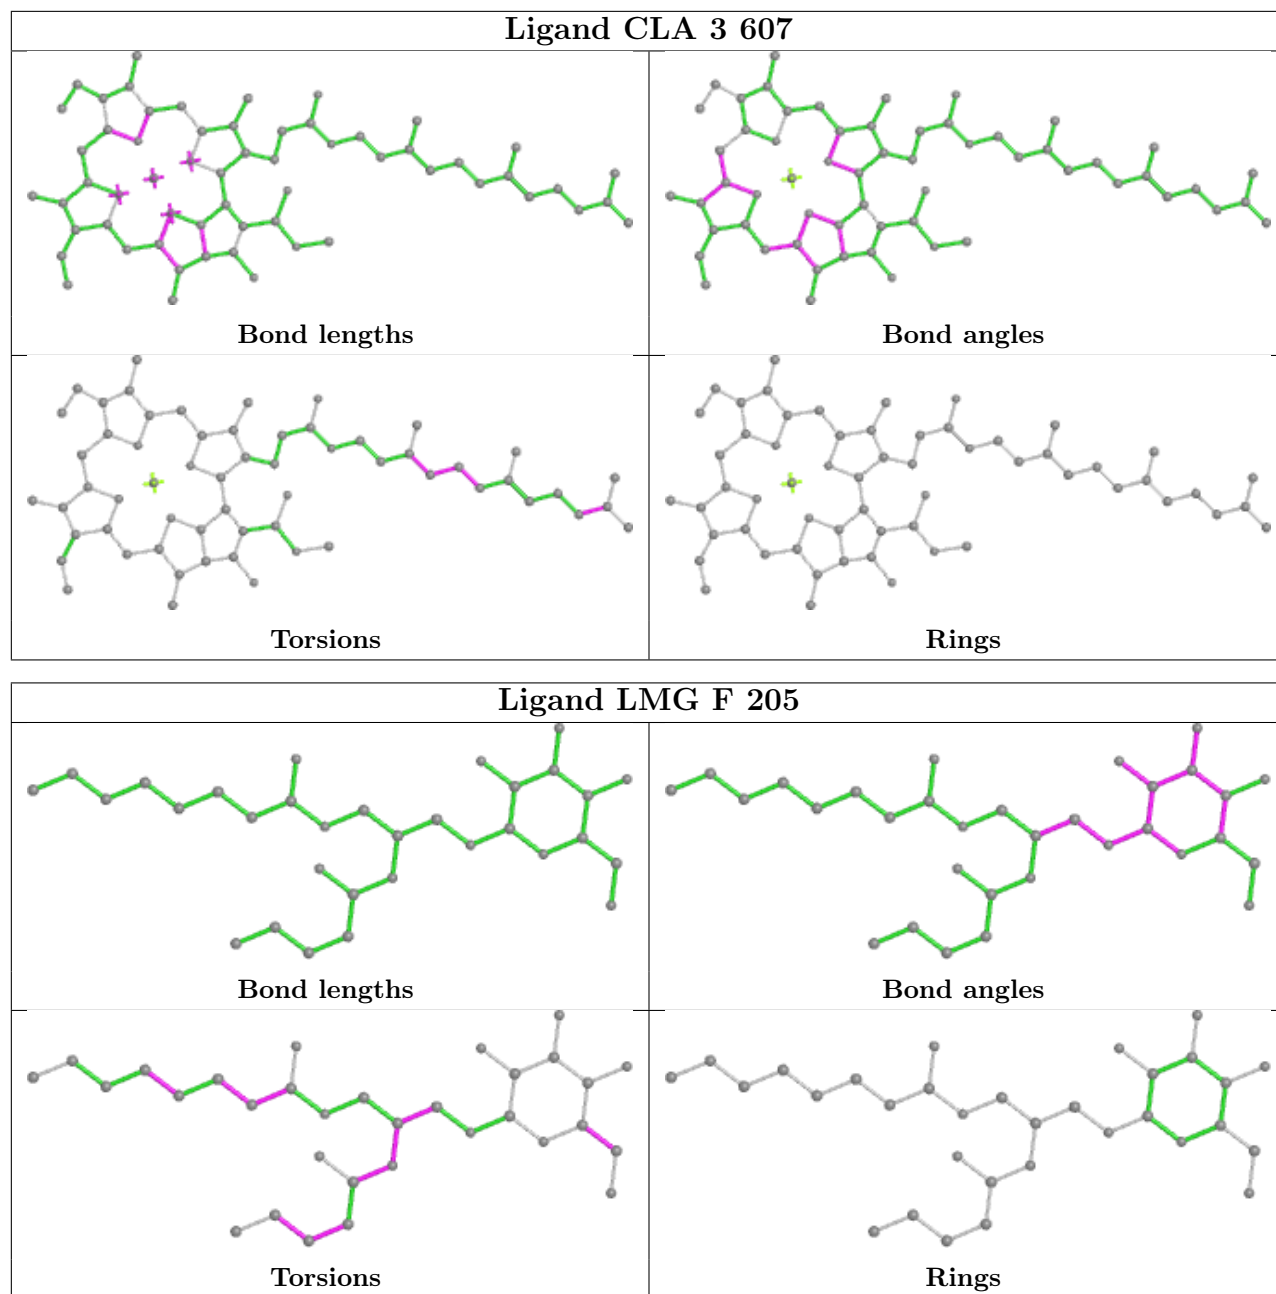 Ligand CLA 3 607
Bond lengths
Bond angles
Torsions
Rings
Ligand LMG F 205
Bond lengths
Bond angles
Torsions
Rings